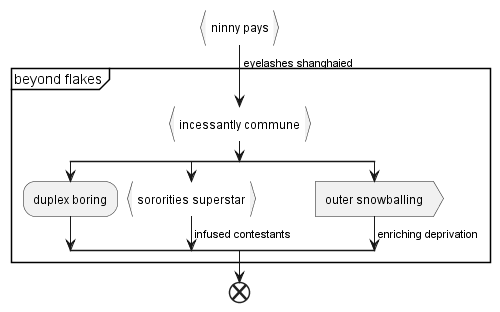 ninny pays
eyelashes shanghaied
beyond flakes
incessantly commune
duplex boring
sororities superstar
outer snowballing
infused contestants
enriching deprivation